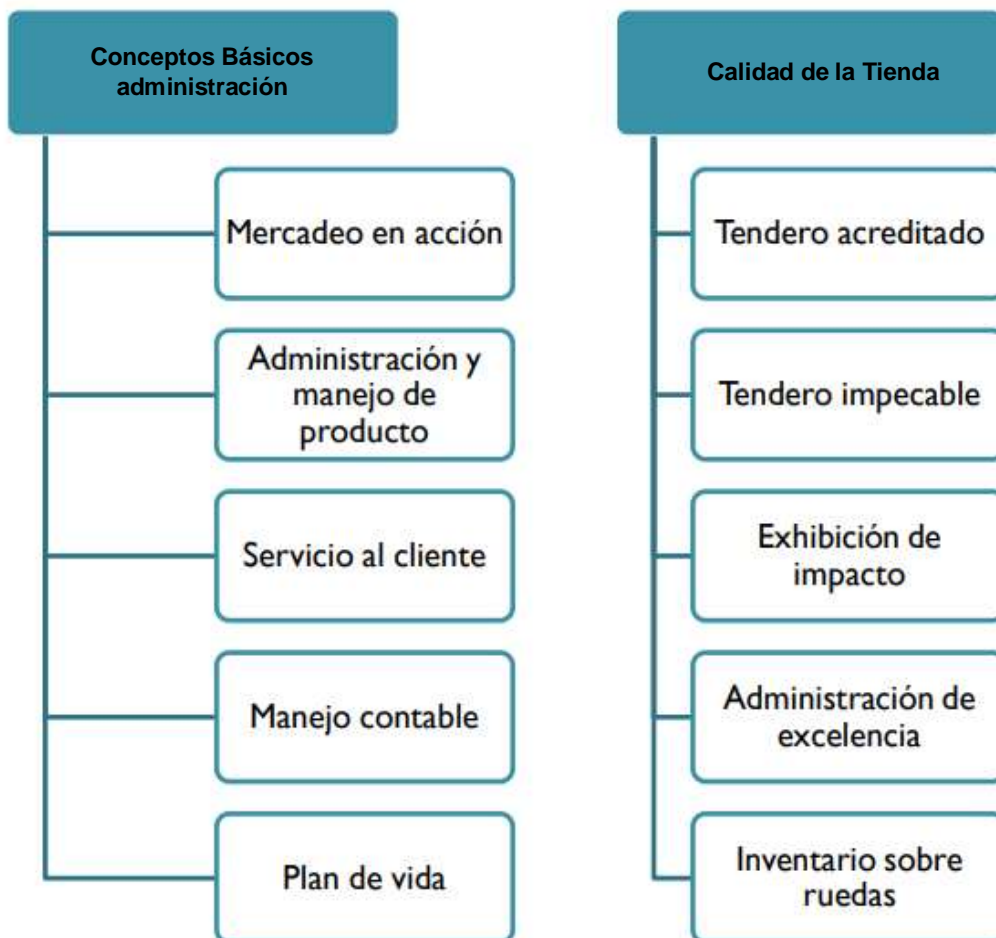 Conceptos Básicos
administración
Mercadeo en acción
Administración y
manejo de
producto
Servicio al cliente
Manejo contable
Plan de vida
Calidad de la Tienda
Tendero acreditado
Tendero impecable
Exhibición de
impacto
Administración de
excelencia
Inventario sobre
ruedas